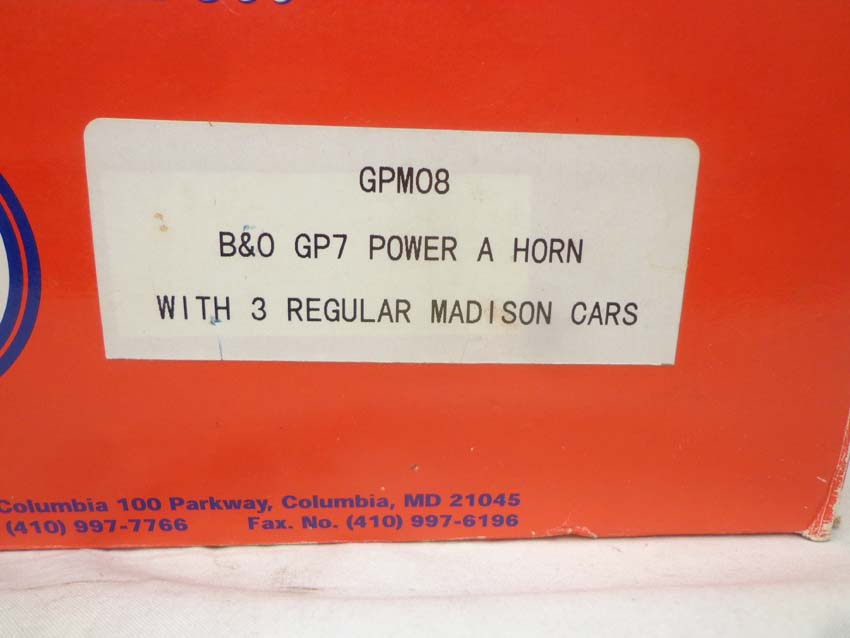 GPM08
B&O GP7 POWER A HORN
WITH 3 REGULAR MADISON CARS
Columbia 100 Parkway, Columbia, MD 21045
(410) 997-7766 Fax. No. (410) 997-6196